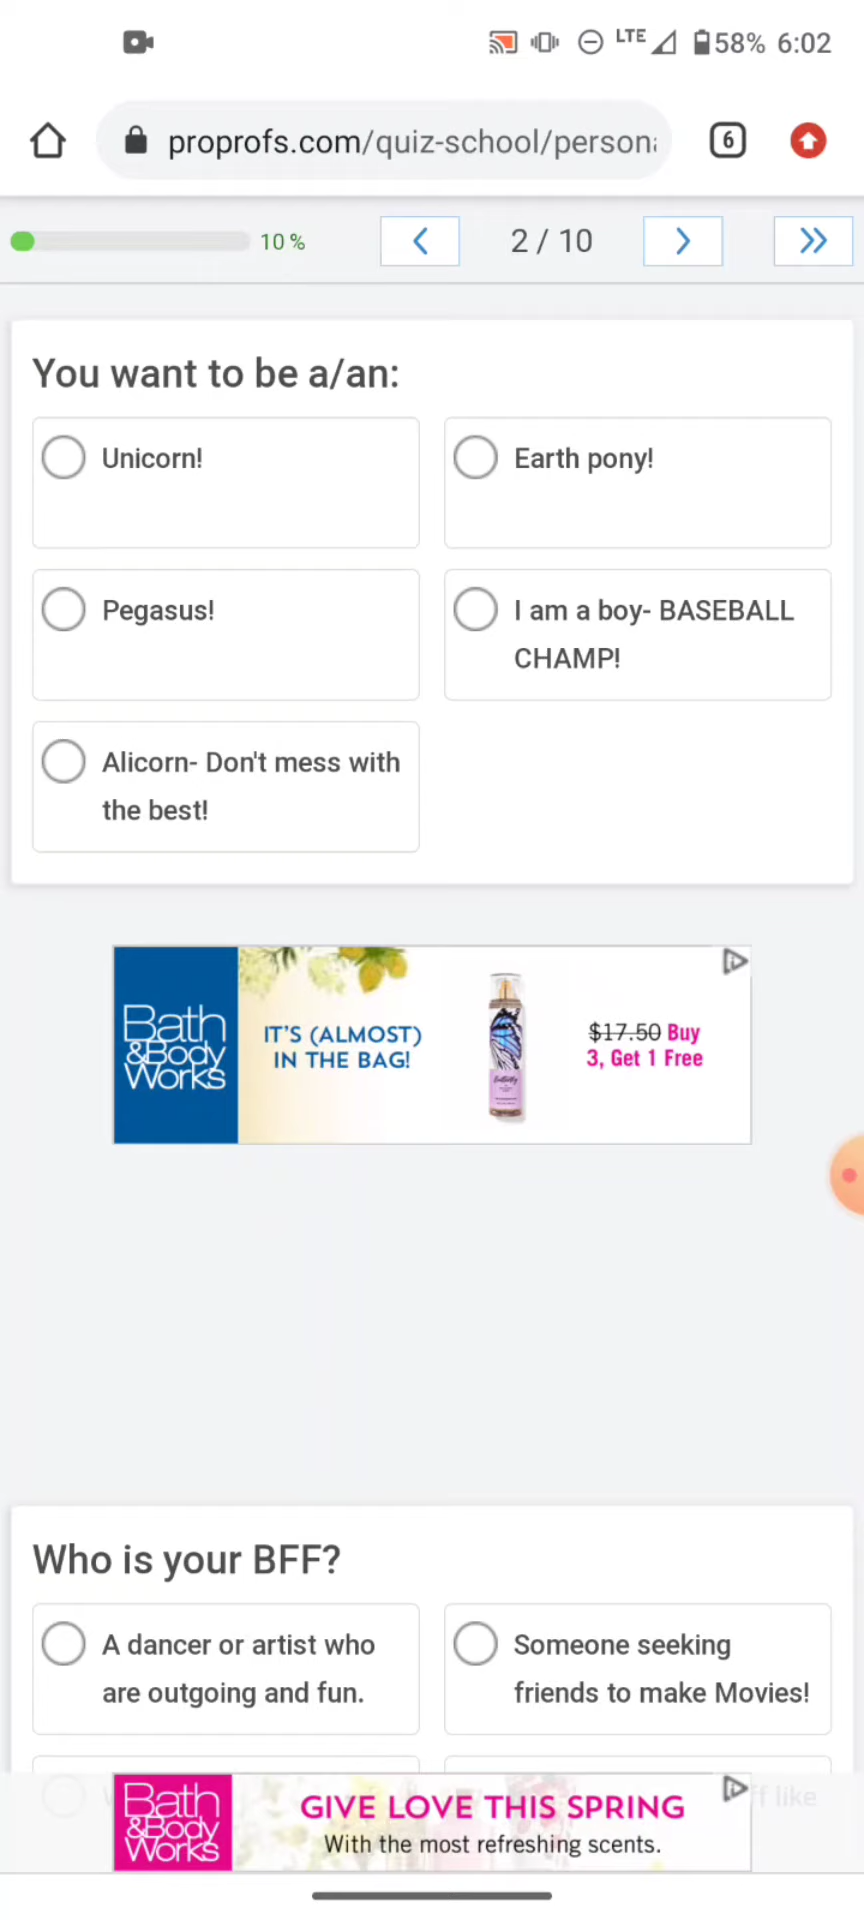 LTE 58% 6:02
proprofs.com/quiz-school/person
6
10 %
2 / 10
You want to be a/an:
Unicorn!
Earth pony!
Pegasus!
I am a boy- BASEBALL
CHAMP!
Alicorn- Don't mess with
the best!
Bath
&Body
Works
IT'S (ALMOST)
IN THE BAG!
Butterfly
$17.50 Buy
3, Get 1 Free
Who is your BFF?
A dancer or artist who
are outgoing and fun.
Someone seeking
friends to make Movies!
like
Bath
&Body
Works
GIVE LOVE THIS SPRING
With the most refreshing scents.